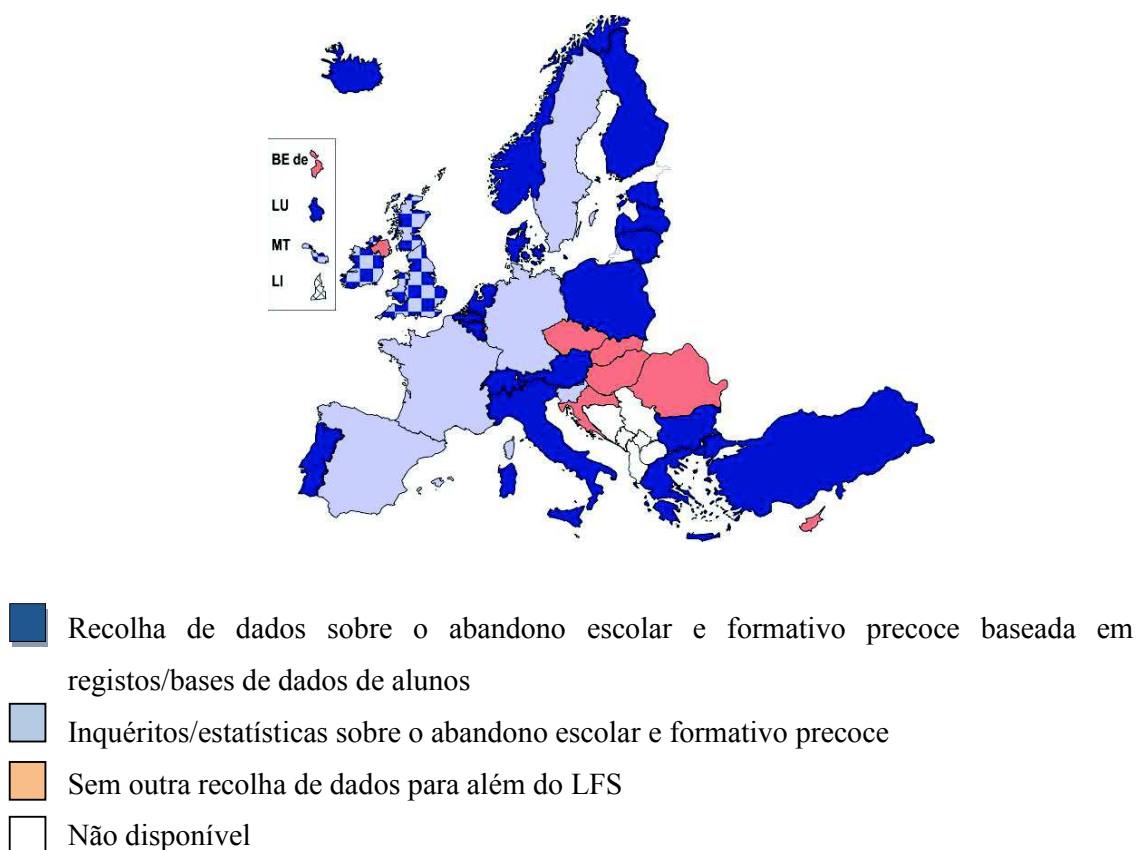 BE de
LU
MT
LI
Recolha de dados sobre o abandono escolar e formativo precoce baseada em
registos/bases de dados de alunos
Inquéritos/estatísticas sobre o abandono escolar e formativo precoce
Sem outra recolha de dados para além do LFS
Não disponível